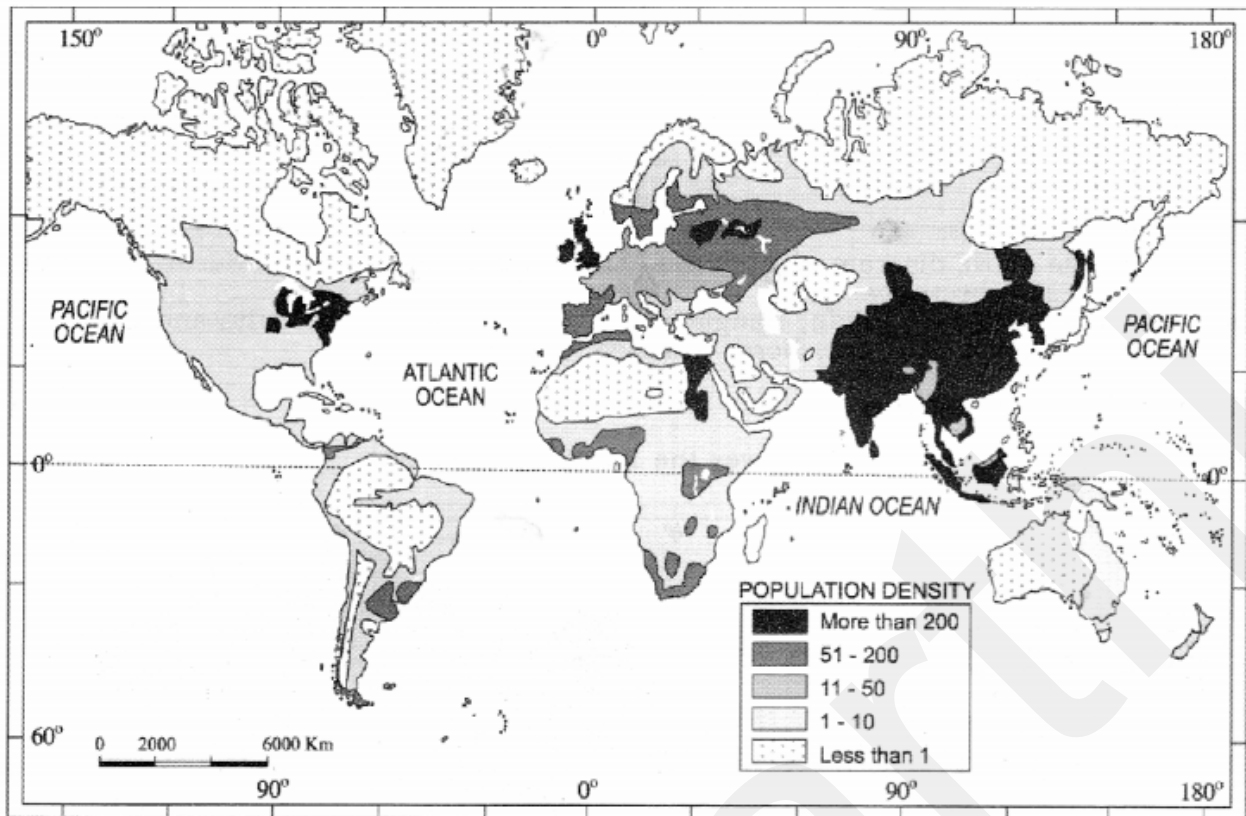 150° 0° 90° 180°
PACIFIC
OCEAN
ATLANTIC
OCEAN
PACIFIC
OCEAN
0°
0°
INDIAN OCEAN
POPULATION DENSITY
More than 200
51 - 200
11 - 50
1 - 10
Less than 1
60°
0 2000 6000 Km
90° 0° 90° 180°